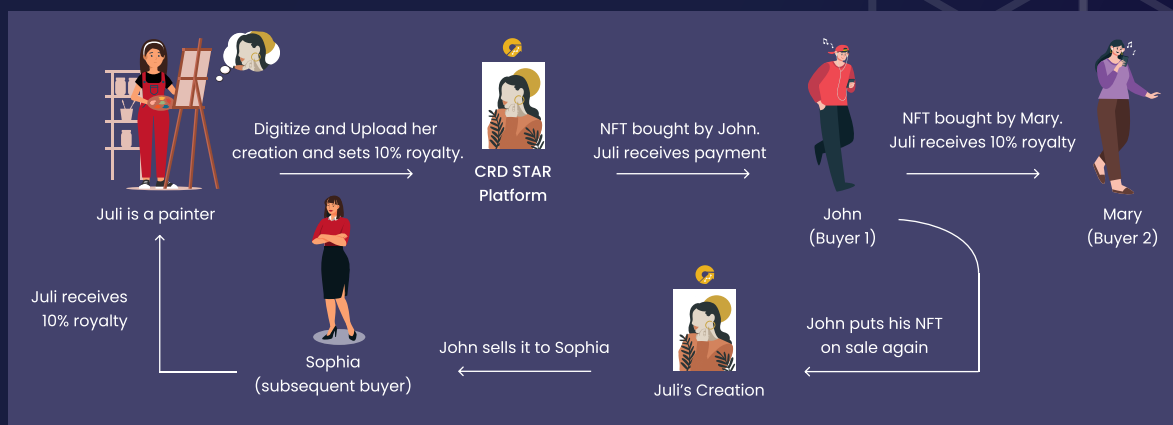 Juli is a painter
Digitize and Upload her
creation and sets 10% royalty.
CRD STAR
Platform
NFT bought by John.
Juli receives payment
John
(Buyer 1)
NFT bought by Mary.
Juli receives 10% royalty
Mary
(Buyer 2)
John puts his NFT
on sale again
Juli’s Creation
John sells it to Sophia
Sophia
(subsequent buyer)
Juli receives
10% royalty